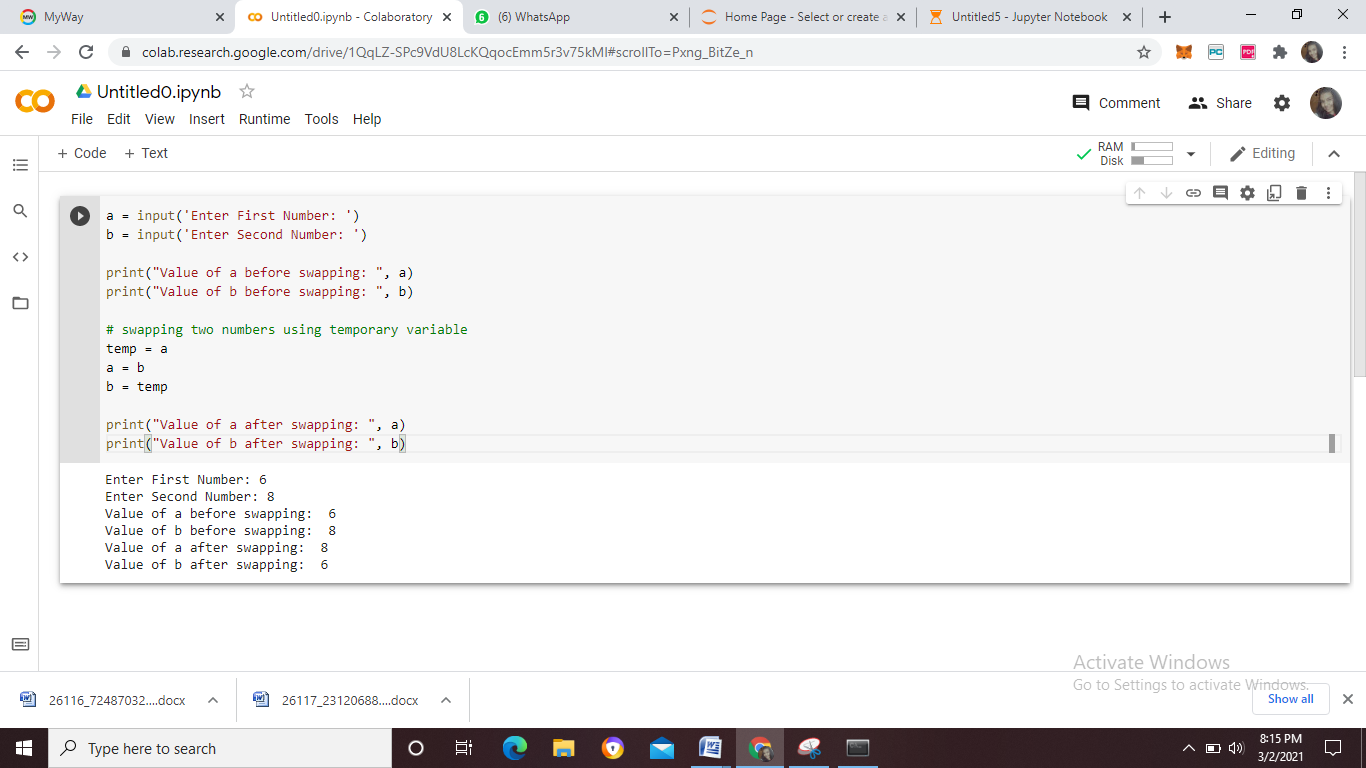 MyWay
Untitled0.ipynb - Colaboratory
(6) WhatsApp
Home Page - Select or create a
Untitled5 - Jupyter Notebook
colab.research.google.com/drive/1QqLZ-SPc9VdU8LcKQqocEmm5r3v75kMI#scrollTo=Pxng_BitZe_n
Untitled0.ipynb
File Edit View Insert Runtime Tools Help
Comment
Share
+ Code + Text
RAM
Disk
Editing
a = input('Enter First Number: ')
b = input('Enter Second Number: ')
print("Value of a before swapping: ", a)
print("Value of b before swapping: ", b)
# swapping two numbers using temporary variable
temp = a
a = b
b = temp
print("Value of a after swapping: ", a)
print("Value of b after swapping: ", b)
Enter First Number: 6
Enter Second Number: 8
Value of a before swapping:  6
Value of b before swapping:  8
Value of a after swapping:  8
Value of b after swapping:  6
Activate Windows
Go to Settings to activate Windows.
26116_72487032....docx
26117_23120688....docx
Show all
Type here to search
8:15 PM
3/2/2021